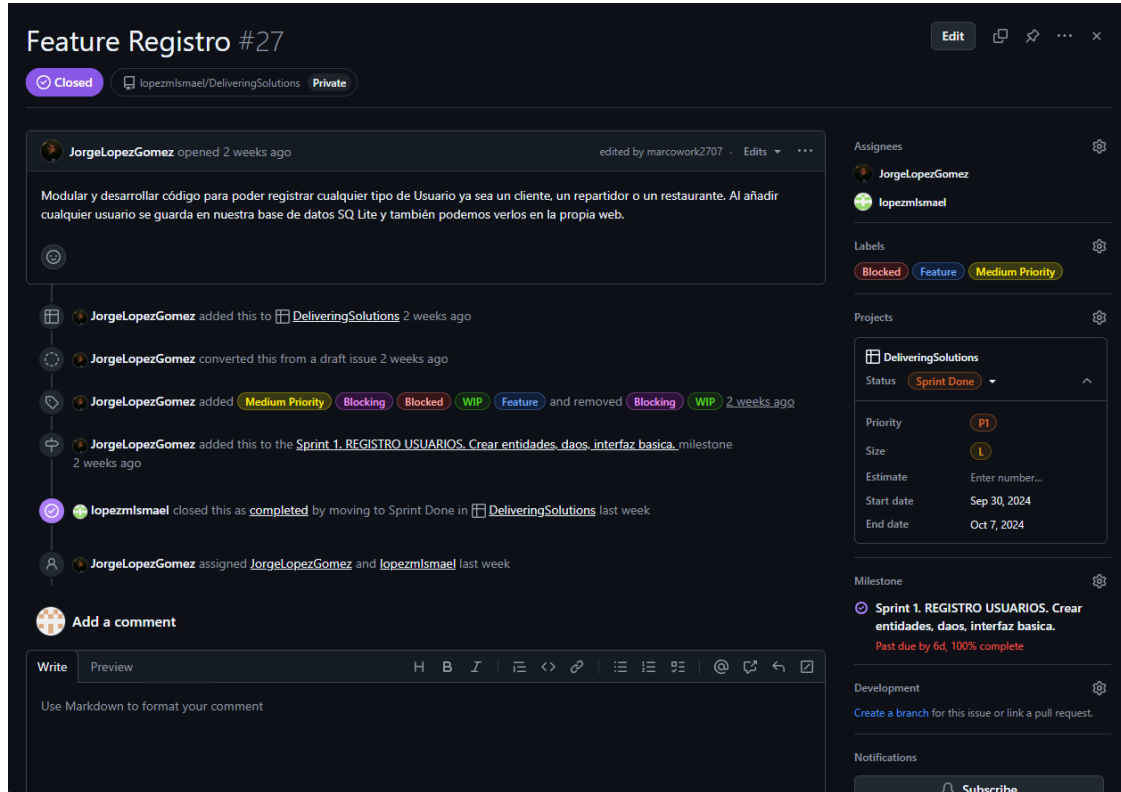 Feature Registro #27
Edit
Closed
lopezmIsmael/DeliveringSolutions Private
JorgeLopezGomez opened 2 weeks ago
edited by marcowork2707 · Edits
Modular y desarrollar código para poder registrar cualquier tipo de Usuario ya sea un cliente, un repartidor o un restaurante. Al añadir
cualquier usuario se guarda en nuestra base de datos SQ Lite y también podemos verlos en la propia web.
JorgeLopezGomez added this to DeliveringSolutions 2 weeks ago
JorgeLopezGomez converted this from a draft issue 2 weeks ago
JorgeLopezGomez added Medium Priority Blocking Blocked WIP Feature and removed Blocking WIP 2 weeks ago
JorgeLopezGomez added this to the Sprint 1. REGISTRO USUARIOS. Crear entidades, daos, interfaz basica. milestone
2 weeks ago
lopezmIsmael closed this as completed by moving to Sprint Done in DeliveringSolutions last week
JorgeLopezGomez assigned JorgeLopezGomez and lopezmIsmael last week
Add a comment
Write Preview
Use Markdown to format your comment
Assignees
JorgeLopezGomez
lopezmIsmael
Labels
Blocked Feature Medium Priority
Projects
DeliveringSolutions
Status Sprint Done
Priority P1
Size L
Estimate Enter number...
Start date Sep 30, 2024
End date Oct 7, 2024
Milestone
Sprint 1. REGISTRO USUARIOS. Crear
entidades, daos, interfaz basica.
Past due by 6d, 100% complete
Development
Create a branch for this issue or link a pull request.
Notifications
Subscribe